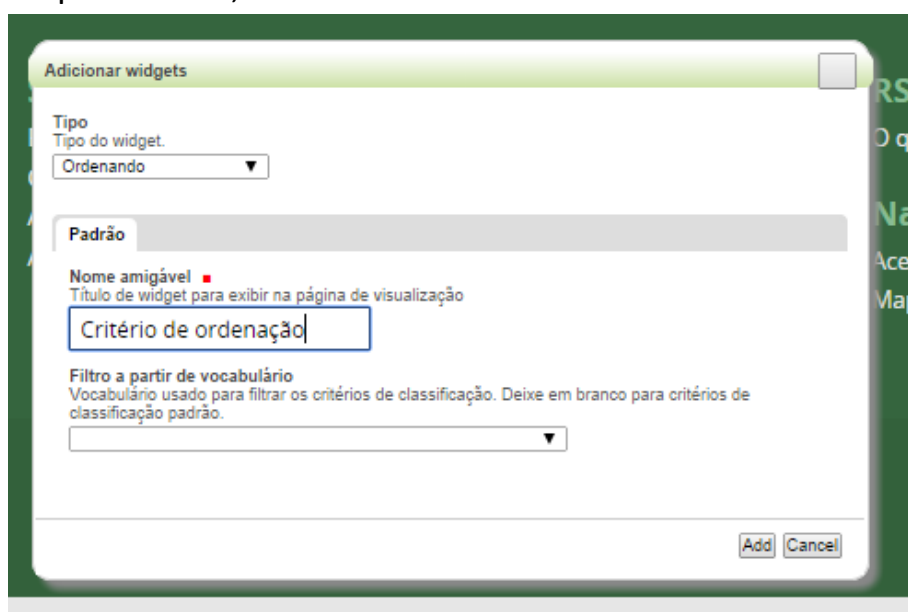 Adicionar widgets
Tipo
Tipo do widget.
Ordenando
Padrão
Nome amigável
Título de widget para exibir na página de visualização
Critério de ordenação
Filtro a partir de vocabulário
Vocabulário usado para filtrar os critérios de classificação. Deixe em branco para critérios de
classificação padrão.
Add Cancel